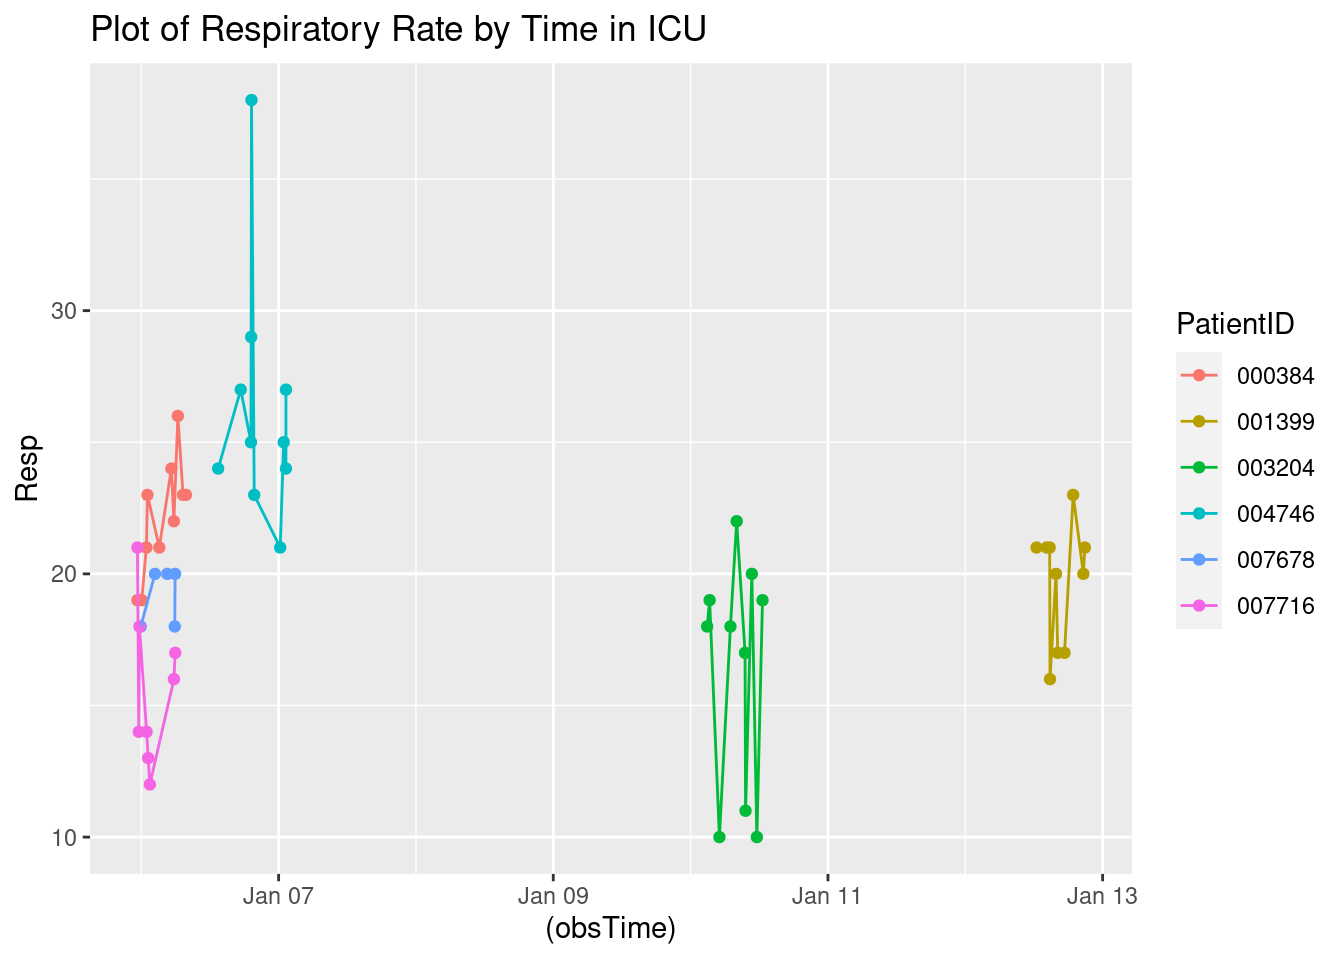 Plot of Respiratory Rate by Time in ICU
Resp
30
20
10
Jan 07
Jan 09
Jan 11
Jan 13
(obsTime)
PatientID
000384
001399
003204
004746
007678
007716